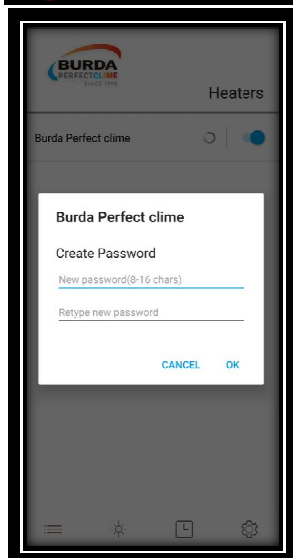 BURDA
PERFECTCLIME
SINCE 1980
Heaters
Burda Perfect clime
Burda Perfect clime
Create Password
New password(8-16 chars)
Retype new password
CANCEL OK